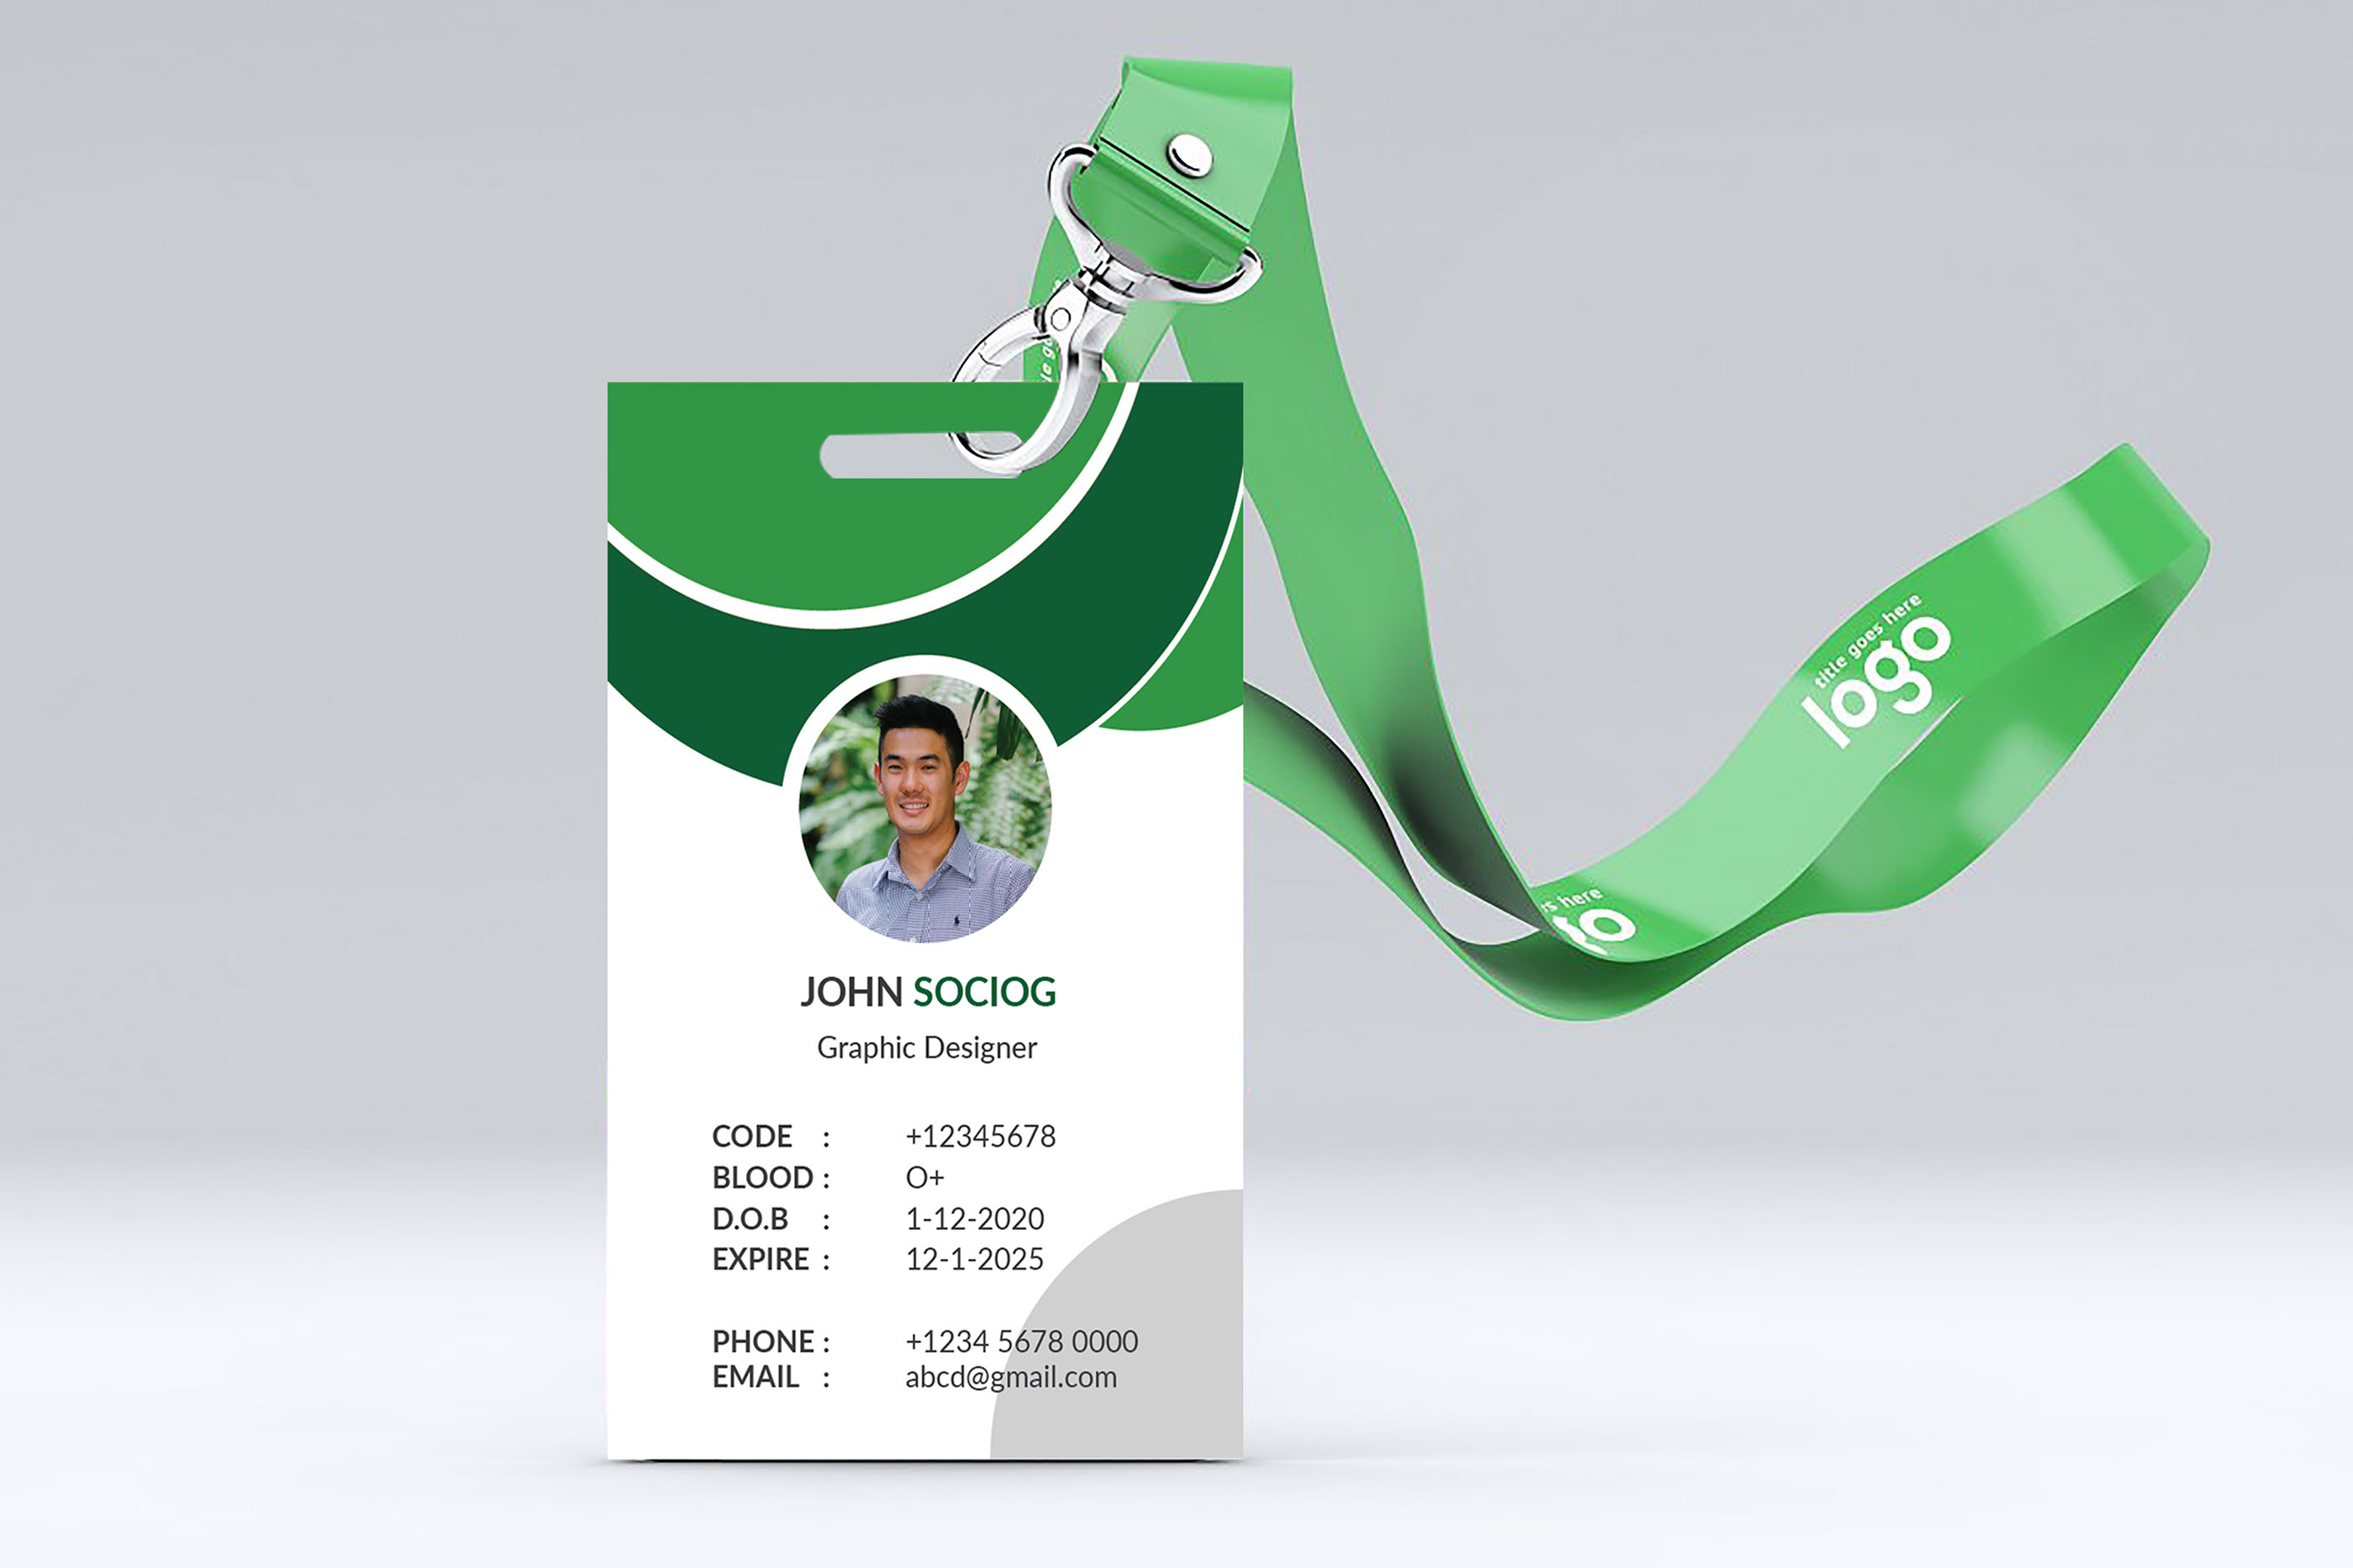 title goes here
logo
JOHN SOCIOG
Graphic Designer
CODE : +12345678
BLOOD : O+
D.O.B : 1-12-2020
EXPIRE : 12-1-2025
PHONE : +1234 5678 0000
EMAIL : abcd@gmail.com
here